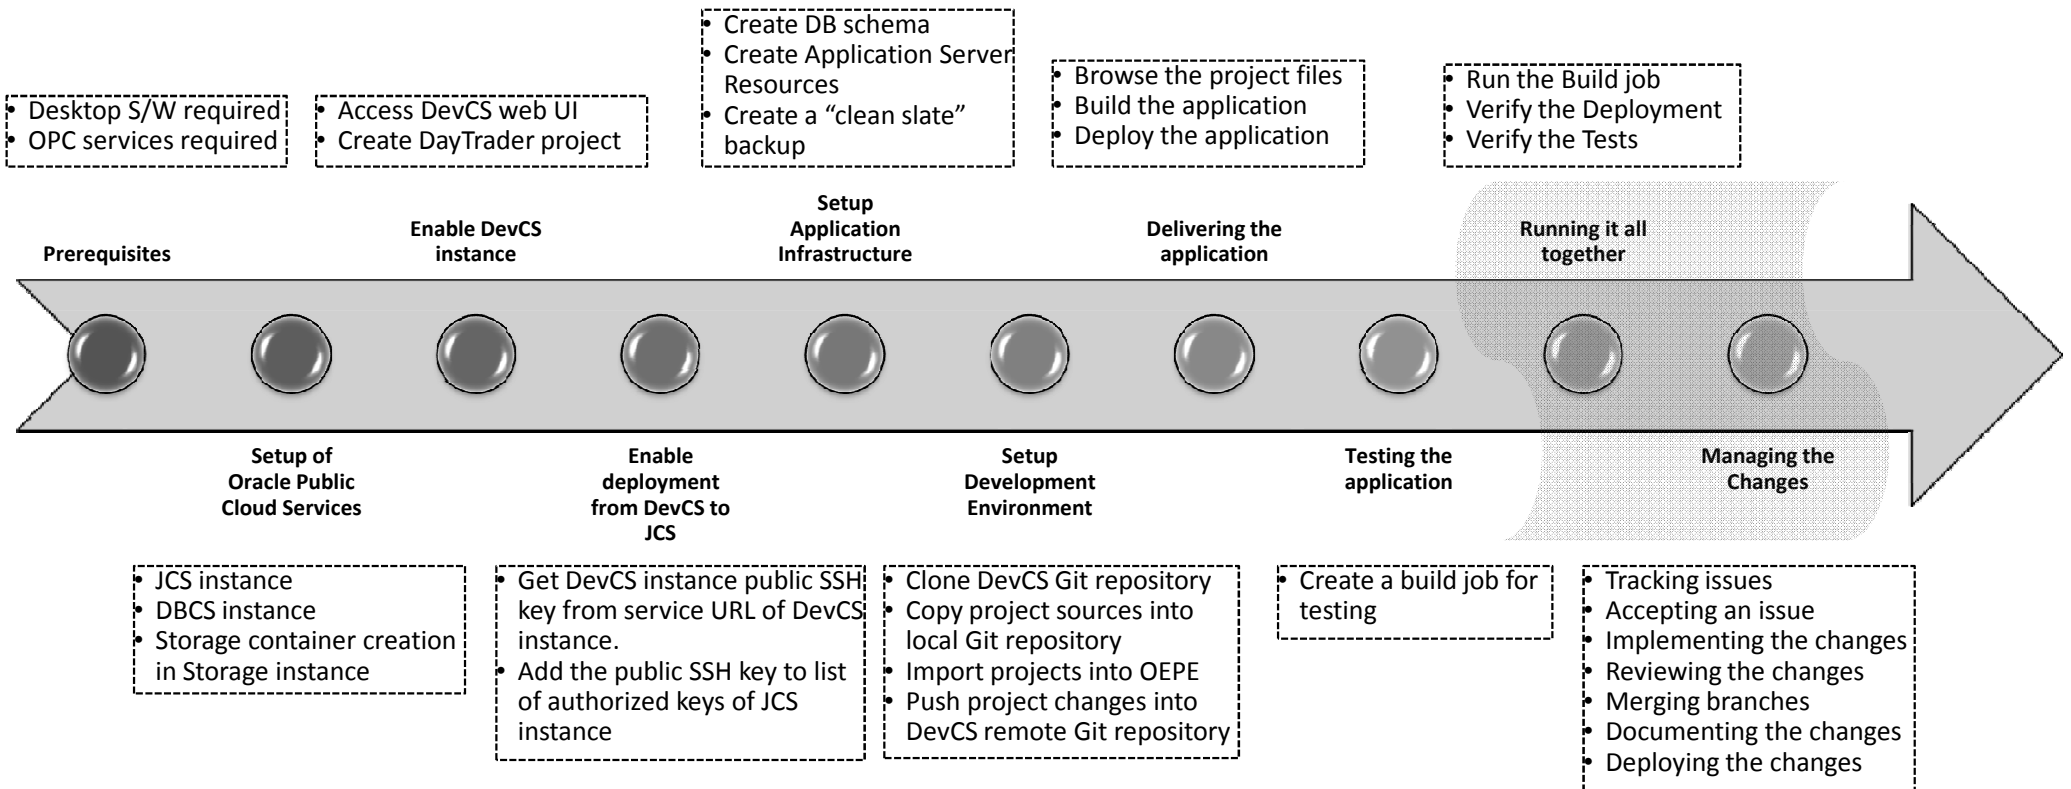 • Desktop S/W required
• OPC services required
Prerequisites
Setup of
Oracle Public
Cloud Services
• JCS instance
• DBCS instance
• Storage container creation
in Storage instance
• Access DevCS web UI
• Create DayTrader project
Enable DevCS
instance
Enable
deployment
from DevCS to
JCS
• Get DevCS instance public SSH
key from service URL of DevCS
instance.
• Add the public SSH key to list
of authorized keys of JCS
instance
• Create DB schema
• Create Application Server
Resources
• Create a “clean slate”
backup
Setup
Application
Infrastructure
Setup
Development
Environment
• Clone DevCS Git repository
• Copy project sources into
local Git repository
• Import projects into OEPE
• Push project changes into
DevCS remote Git repository
• Browse the project files
• Build the application
• Deploy the application
Delivering the
application
Testing the
application
• Create a build job for
testing
• Run the Build job
• Verify the Deployment
• Verify the Tests
Running it all
together
Managing the
Changes
• Tracking issues
• Accepting an issue
• Implementing the changes
• Reviewing the changes
• Merging branches
• Documenting the changes
• Deploying the changes